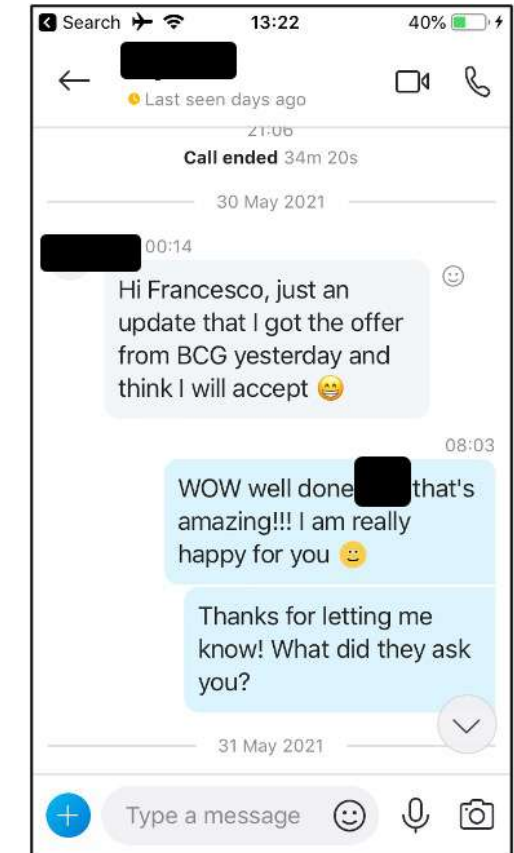 Search 13:22 40%
Last seen days ago
21:06
Call ended 34m 20s
30 May 2021
00:14
Hi Francesco, just an
update that I got the offer
from BCG yesterday and
think I will accept 😁
08:03
WOW well done that's
amazing!!! I am really
happy for you 🙂
Thanks for letting me
know! What did they ask
you?
31 May 2021
Type a message